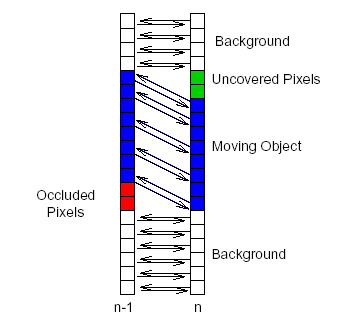 Background
Uncovered Pixels
Moving Object
Occluded
Pixels
Background
n-1
n